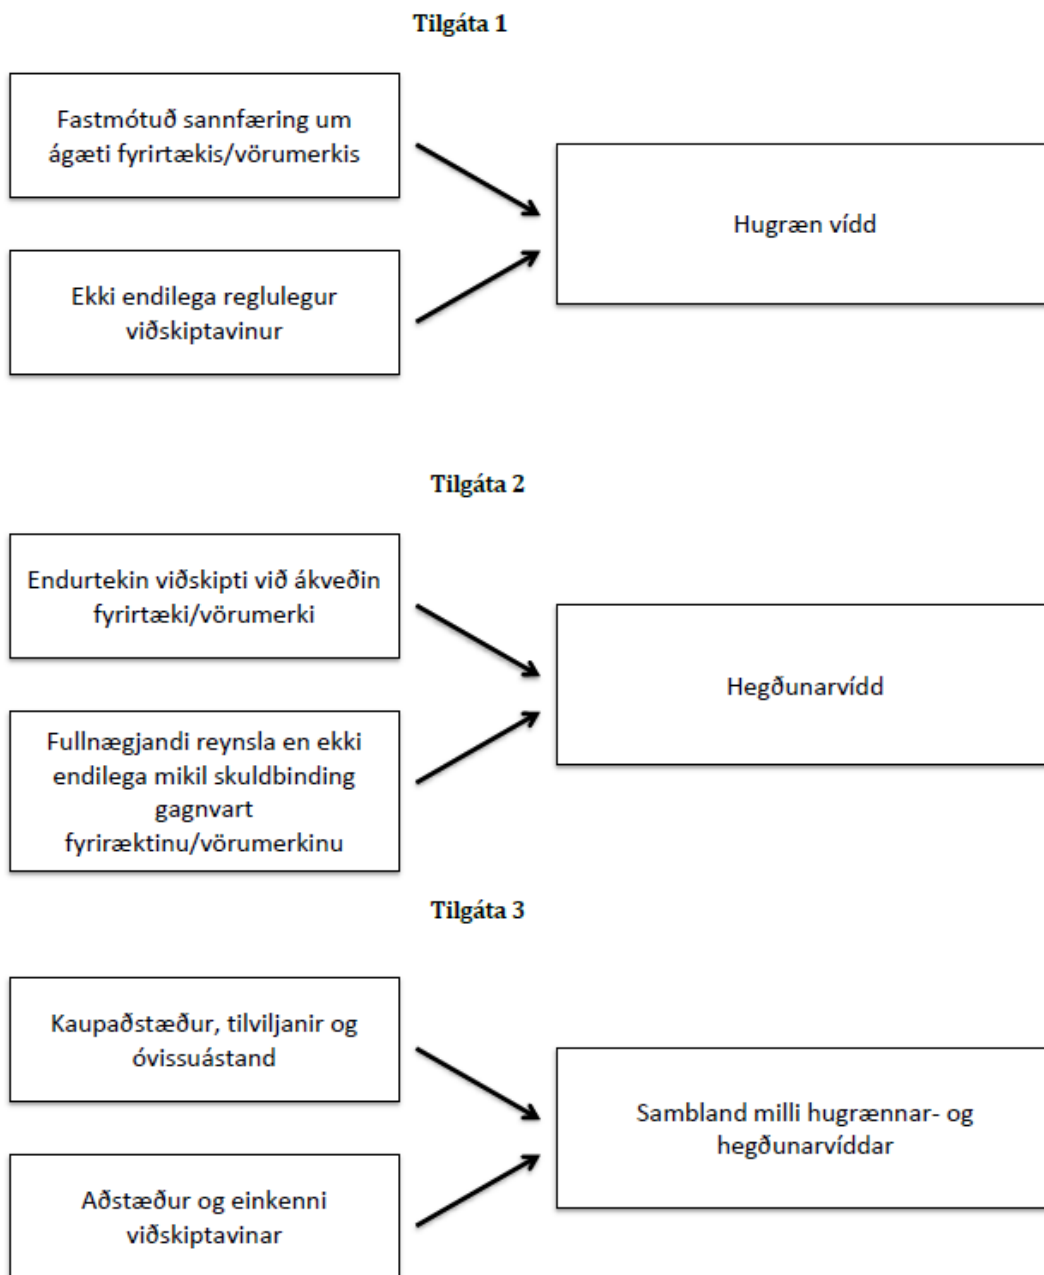 Tilgáta 1
Fastmótuð sannfæring um
ágæti fyrirtækis/vörumerkis
Hugræn vídd
Ekki endilega reglulegur
viðskiptavinur
Tilgáta 2
Endurtekin viðskipti við ákveðin
fyrirtæki/vörumerki
Hegðunarvídd
Fullnægjandi reynsla en ekki
endilega mikil skuldbinding
gagnvart
fyriræktinu/vörumerkinu
Tilgáta 3
Kaupaðstæður, tilviljanir og
óvissuástand
Sambland milli hugrænnar- og
hegðunarvíddar
Aðstæður og einkenni
viðskiptavinar